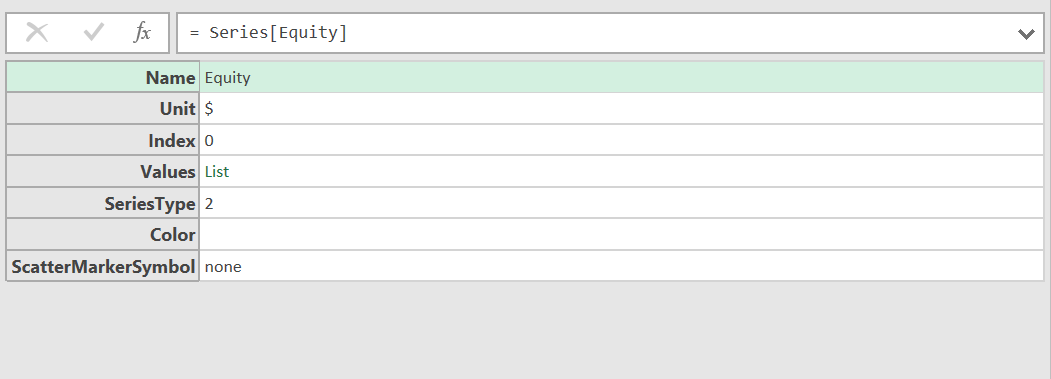 fx = Series[Equity]
Name Equity
Unit $
Index 0
Values List
SeriesType 2
Color
ScatterMarkerSymbol none